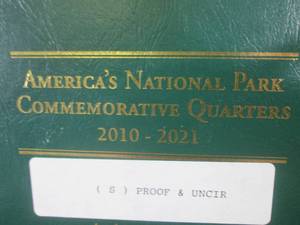 AMERICA'S NATIONAL PARK
COMMEMORATIVE QUARTERS
2010 - 2021
( S ) PROOF & UNCIR